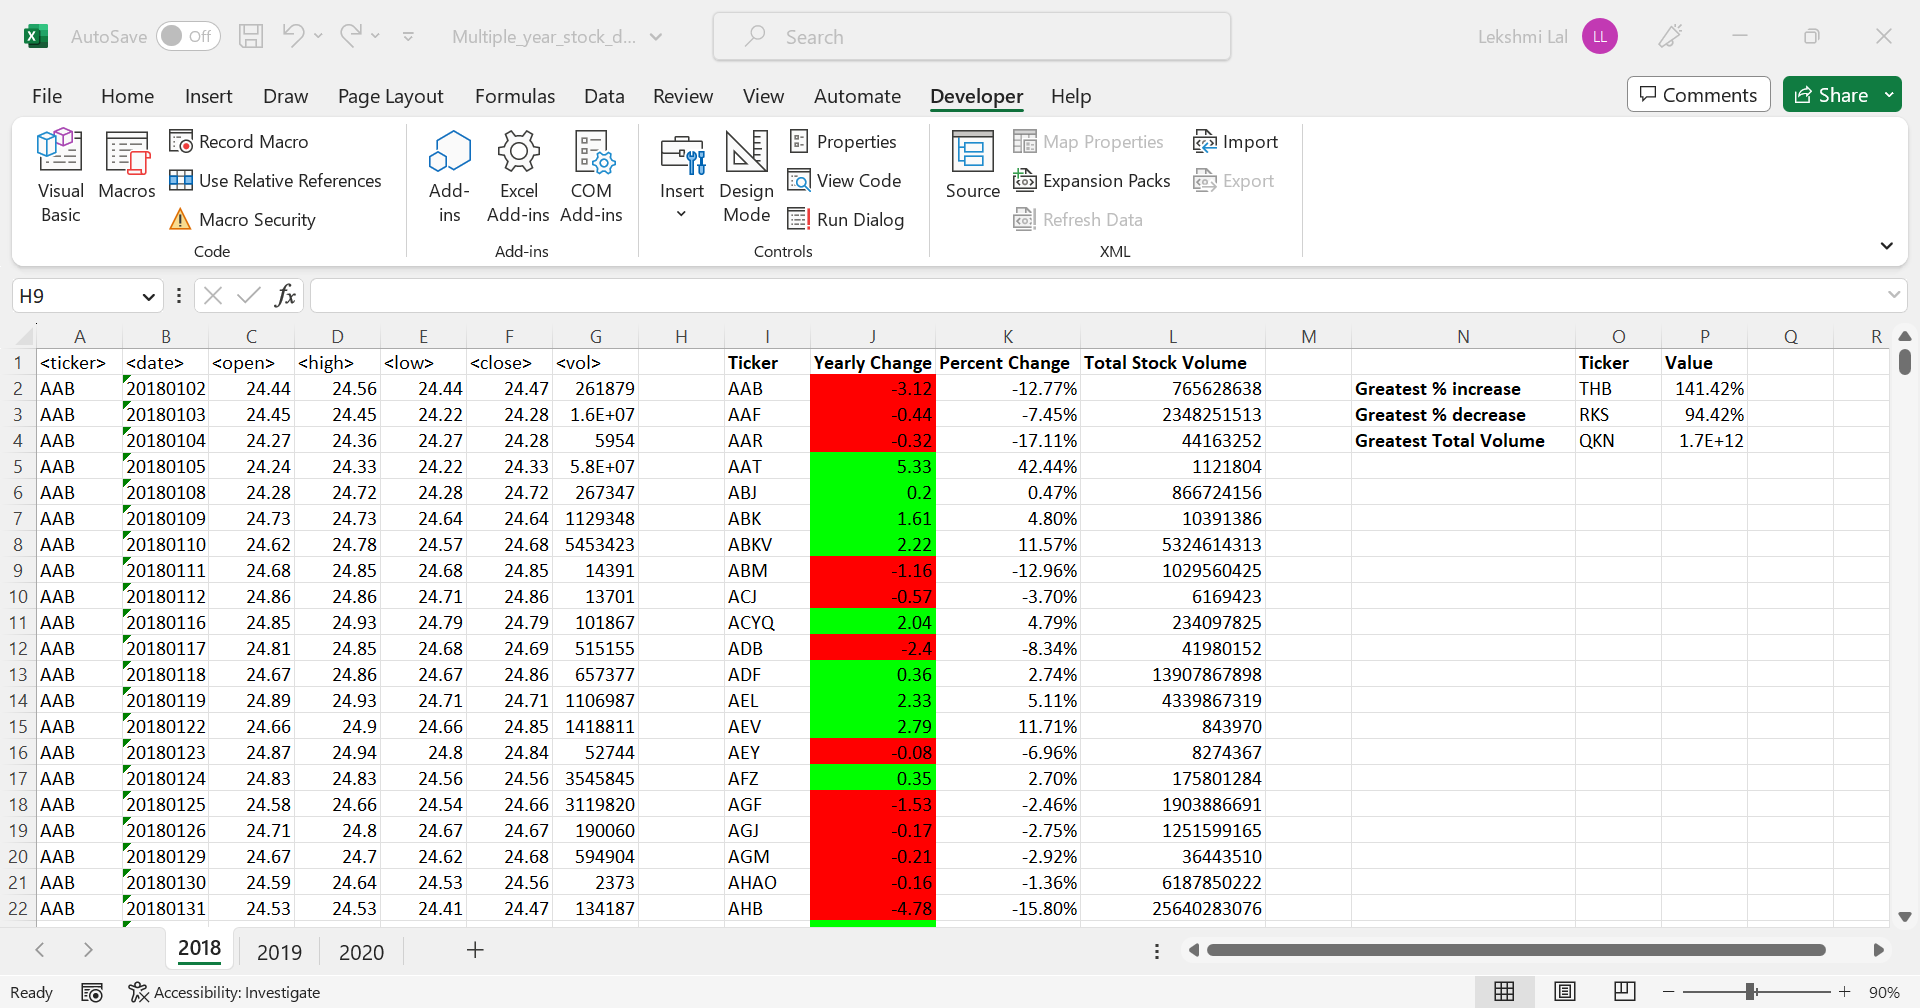 AutoSave Off Multiple_year_stock_d... Search Lekshmi Lal LL
File Home Insert Draw Page Layout Formulas Data Review View Automate Developer Help Comments Share
Visual Basic Macros Record Macro Use Relative References Macro Security Code
Add-ins Excel Add-ins COM Add-ins Add-ins
Insert Design Mode Properties View Code Run Dialog Controls
Source Map Properties Expansion Packs Refresh Data Import Export XML
H9 fx
A B C D E F G H I J K L M N O P Q R
1 <ticker> <date> <open> <high> <low> <close> <vol> Ticker Yearly Change Percent Change Total Stock Volume Ticker Value
2 AAB 20180102 24.44 24.56 24.44 24.47 261879 AAB -3.12 -12.77% 765628638 Greatest % increase THB 141.42%
3 AAB 20180103 24.45 24.45 24.22 24.28 1.6E+07 AAF -0.44 -7.45% 2348251513 Greatest % decrease RKS 94.42%
4 AAB 20180104 24.27 24.36 24.27 24.28 5954 AAR -0.32 -17.11% 44163252 Greatest Total Volume QKN 1.7E+12
5 AAB 20180105 24.24 24.33 24.22 24.33 5.8E+07 AAT 5.33 42.44% 1121804
6 AAB 20180108 24.28 24.72 24.28 24.72 267347 ABJ 0.2 0.47% 866724156
7 AAB 20180109 24.73 24.73 24.64 24.64 1129348 ABK 1.61 4.80% 10391386
8 AAB 20180110 24.62 24.78 24.57 24.68 5453423 ABKV 2.22 11.57% 5324614313
9 AAB 20180111 24.68 24.85 24.68 24.85 14391 ABM -1.16 -12.96% 1029560425
10 AAB 20180112 24.86 24.86 24.71 24.86 13701 ACJ -0.57 -3.70% 6169423
11 AAB 20180116 24.85 24.93 24.79 24.79 101867 ACYQ 2.04 4.79% 234097825
12 AAB 20180117 24.81 24.85 24.68 24.69 515155 ADB -2.4 -8.34% 41980152
13 AAB 20180118 24.67 24.86 24.67 24.86 657377 ADF 0.36 2.74% 13907867898
14 AAB 20180119 24.89 24.93 24.71 24.71 1106987 AEL 2.33 5.11% 4339867319
15 AAB 20180122 24.66 24.9 24.66 24.85 1418811 AEV 2.79 11.71% 843970
16 AAB 20180123 24.87 24.94 24.8 24.84 52744 AEY -0.08 -6.96% 8274367
17 AAB 20180124 24.83 24.83 24.56 24.56 3545845 AFZ 0.35 2.70% 175801284
18 AAB 20180125 24.58 24.66 24.54 24.66 3119820 AGF -1.53 -2.46% 1903886691
19 AAB 20180126 24.71 24.8 24.67 24.67 190060 AGJ -0.17 -2.75% 1251599165
20 AAB 20180129 24.67 24.7 24.62 24.68 594904 AGM -0.21 -2.92% 36443510
21 AAB 20180130 24.59 24.64 24.53 24.56 2373 AHAO -0.16 -1.36% 6187850222
22 AAB 20180131 24.53 24.53 24.41 24.47 134187 AHB -4.78 -15.80% 25640283076
2018 2019 2020
Ready Accessibility: Investigate 90%